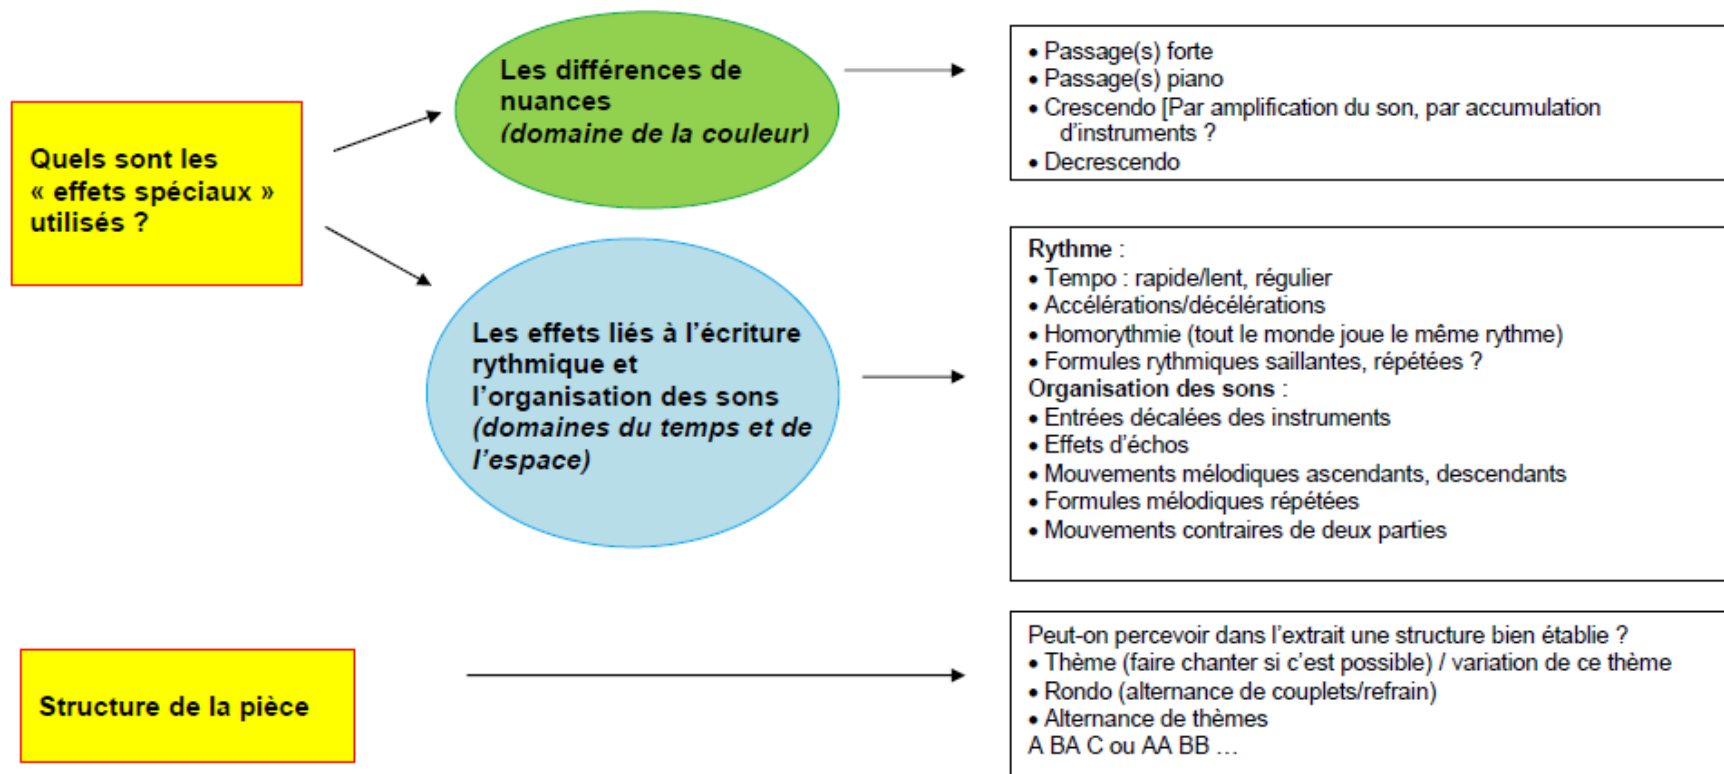 Quels sont les
« effets spéciaux »
utilisés ?
Les différences de
nuances
(domaine de la couleur)
• Passage(s) forte
• Passage(s) piano
• Crescendo [Par amplification du son, par accumulation
d'instruments ?
• Decrescendo
Les effets liés à l'écriture
rythmique et
l'organisation des sons
(domaines du temps et de
l'espace)
Rythme :
• Tempo : rapide/lent, régulier
• Accélérations/décélérations
• Homorythmie (tout le monde joue le même rythme)
• Formules rythmiques saillantes, répétées ?
Organisation des sons :
• Entrées décalées des instruments
• Effets d'échos
• Mouvements mélodiques ascendants, descendants
• Formules mélodiques répétées
• Mouvements contraires de deux parties
Structure de la pièce
Peut-on percevoir dans l'extrait une structure bien établie ?
• Thème (faire chanter si c'est possible) / variation de ce thème
• Rondo (alternance de couplets/refrain)
• Alternance de thèmes
A BA C ou AA BB …